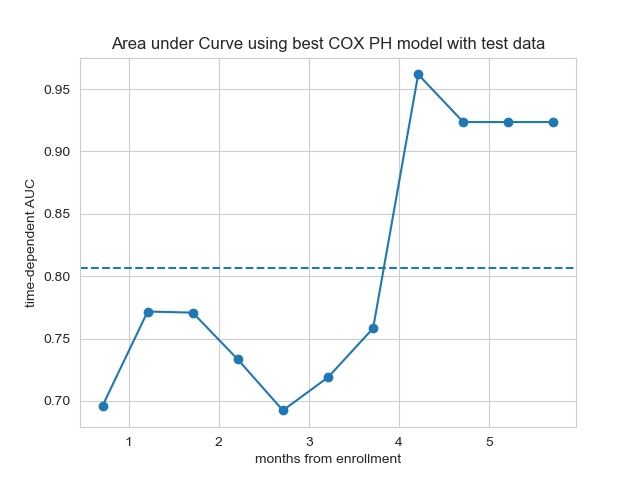 Area under Curve using best COX PH model with test data
time-dependent AUC
0.95
0.90
0.85
0.80
0.75
0.70
1 2 3 4 5
months from enrollment